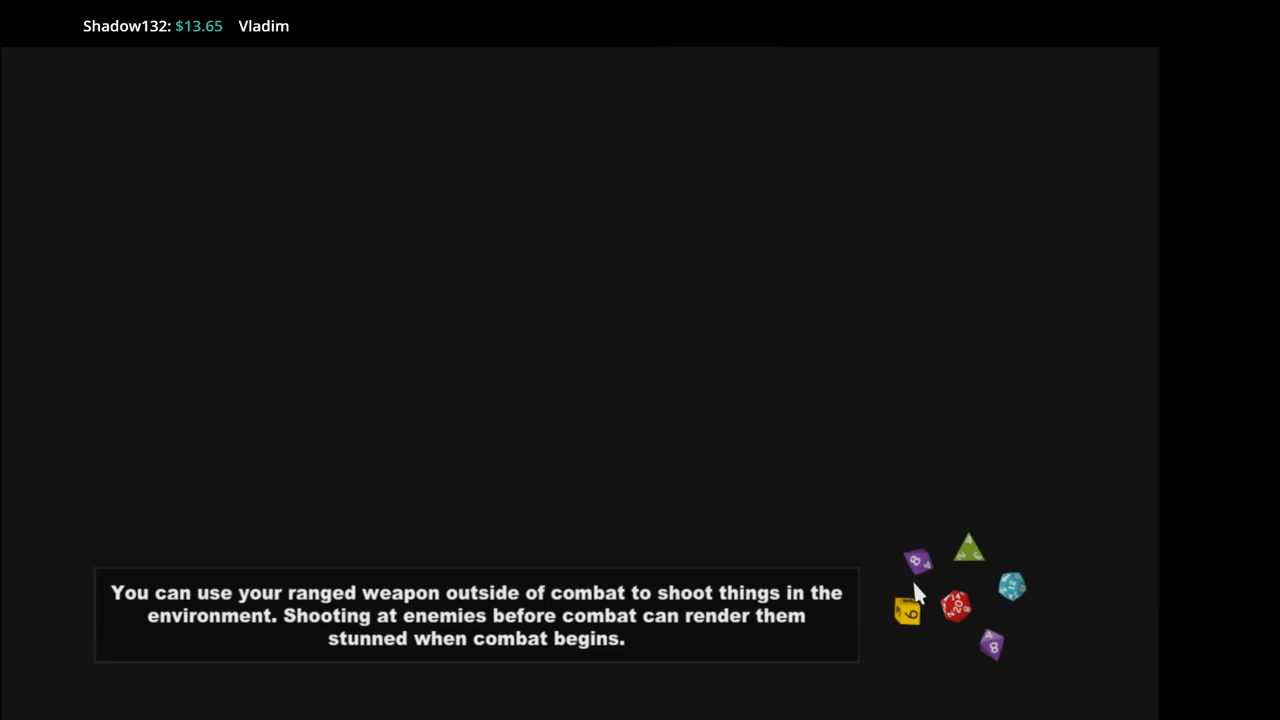 Shadow132: $13.65 Vladim
You can use your ranged weapon outside of combat to shoot things in the
environment. Shooting at enemies before combat can render them
stunned when combat begins.